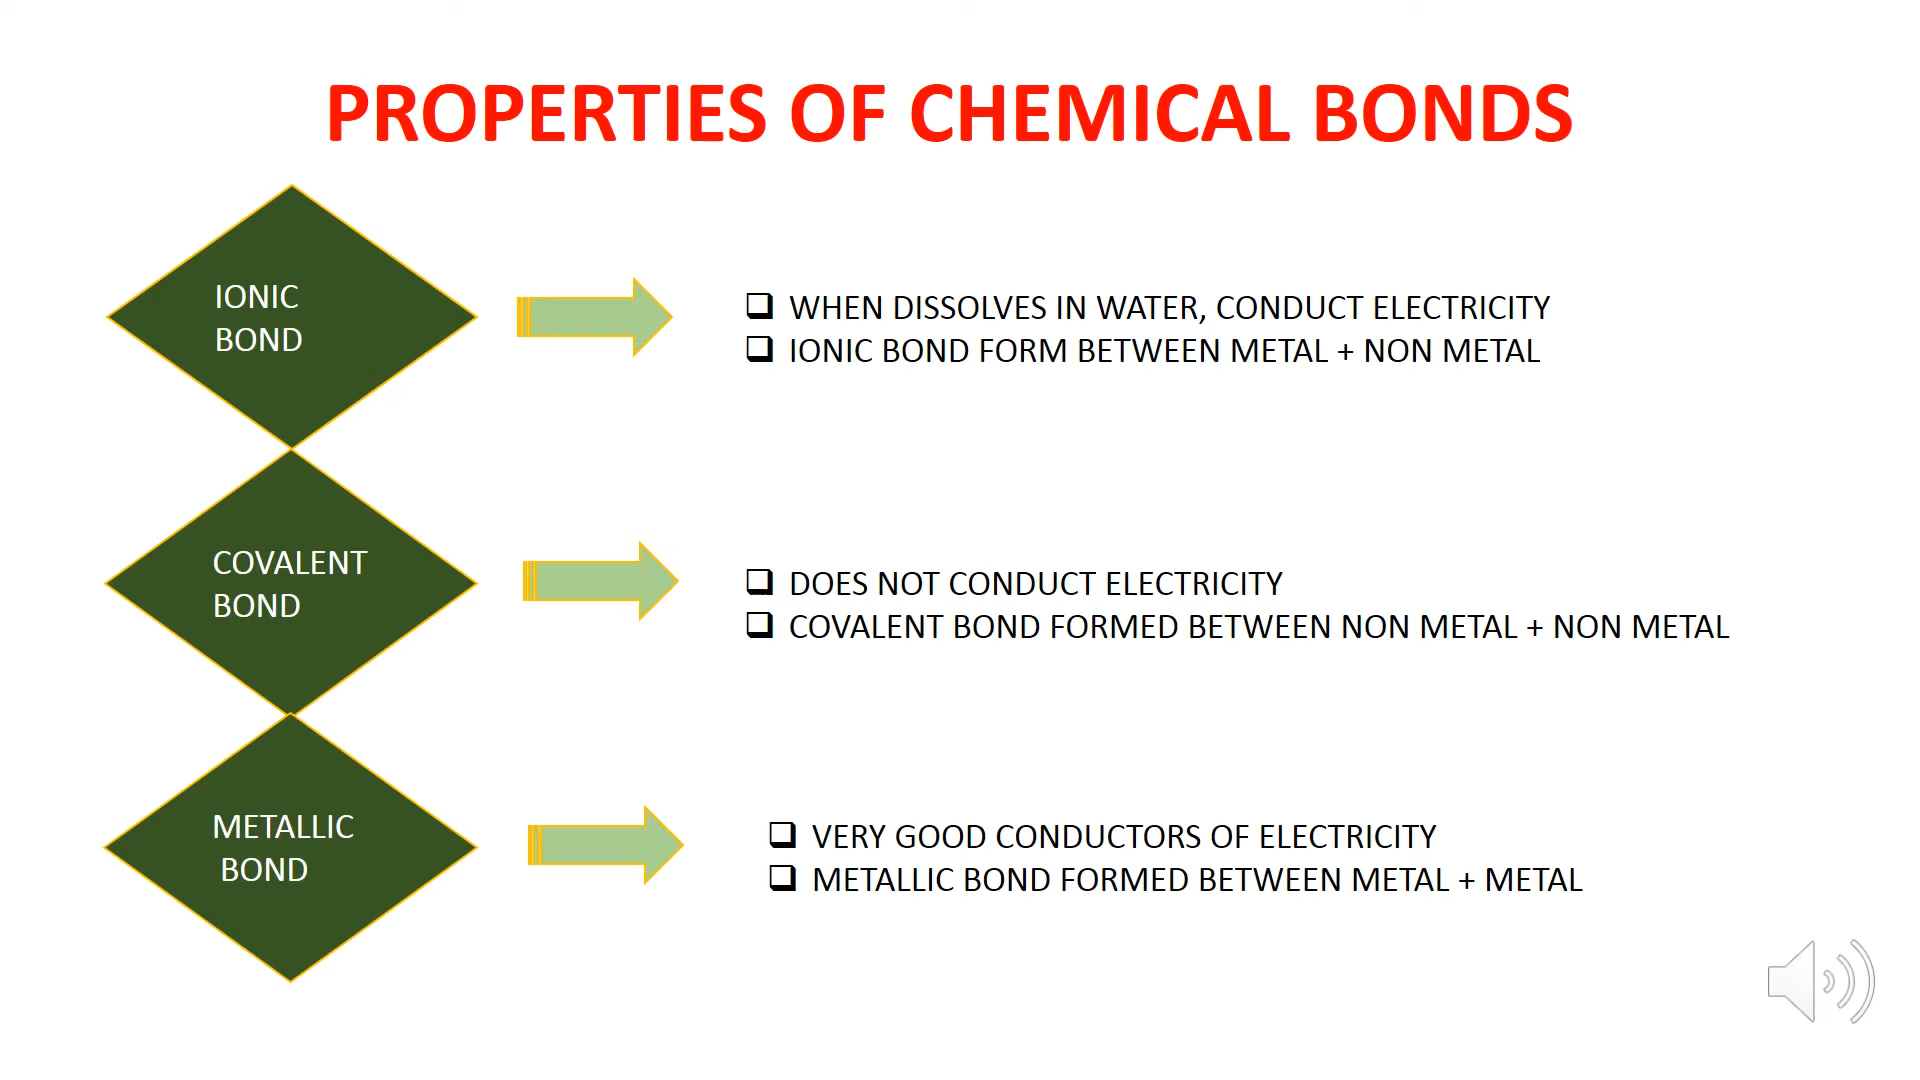 PROPERTIES OF CHEMICAL BONDS
IONIC
BOND
WHEN DISSOLVES IN WATER, CONDUCT ELECTRICITY
IONIC BOND FORM BETWEEN METAL + NON METAL
COVALENT
BOND
DOES NOT CONDUCT ELECTRICITY
COVALENT BOND FORMED BETWEEN NON METAL + NON METAL
METALLIC
BOND
VERY GOOD CONDUCTORS OF ELECTRICITY
METALLIC BOND FORMED BETWEEN METAL + METAL